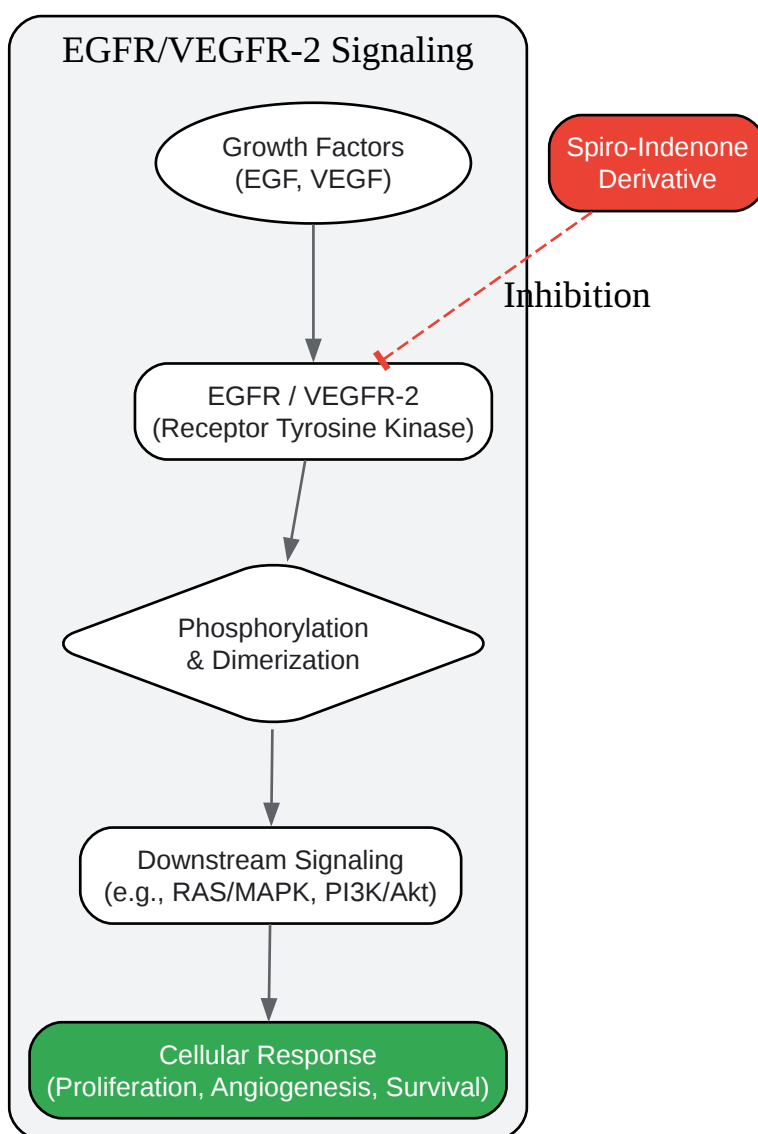 EGFR/VEGFR-2 Signaling
Growth Factors
(EGF, VEGF)
Spiro-Indenone
Derivative
Inhibition
EGFR / VEGFR-2
(Receptor Tyrosine Kinase)
Phosphorylation
& Dimerization
Downstream Signaling
(e.g., RAS/MAPK, PI3K/Akt)
Cellular Response
(Proliferation, Angiogenesis, Survival)